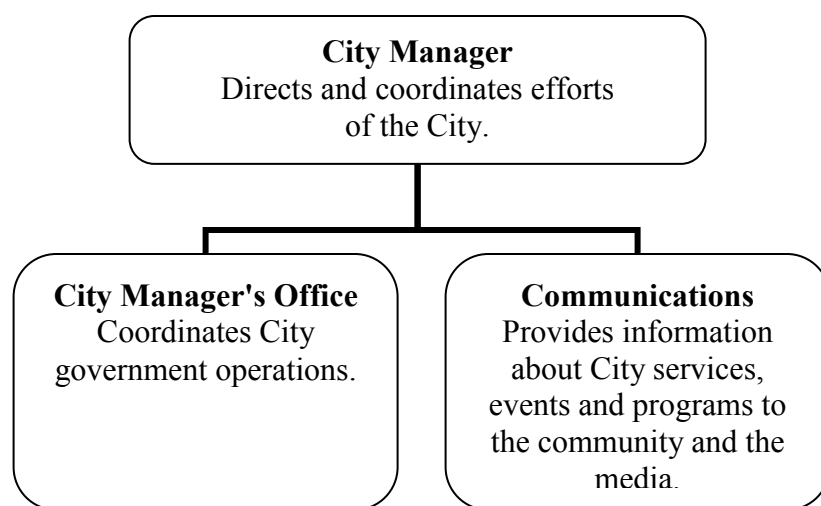 City Manager
Directs and coordinates efforts
of the City.
City Manager's Office
Coordinates City
government operations.
Communications
Provides information
about City services,
events and programs to
the community and the
media.